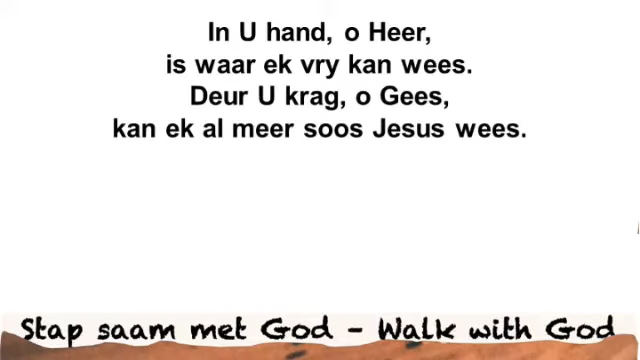 In U hand, o Heer,
is waar ek vry kan wees.
Deur U krag, o Gees,
kan ek al meer soos Jesus wees.
Stap saam met God - Walk with God